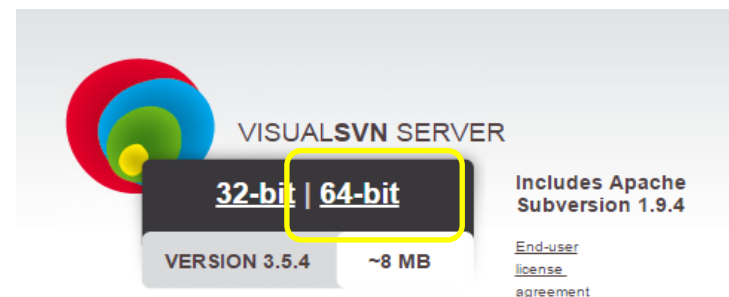 VISUALSVN SERVER
32-bit | 64-bit
VERSION 3.5.4
~8 MB
Includes Apache
Subversion 1.9.4
End-user
license
agreement